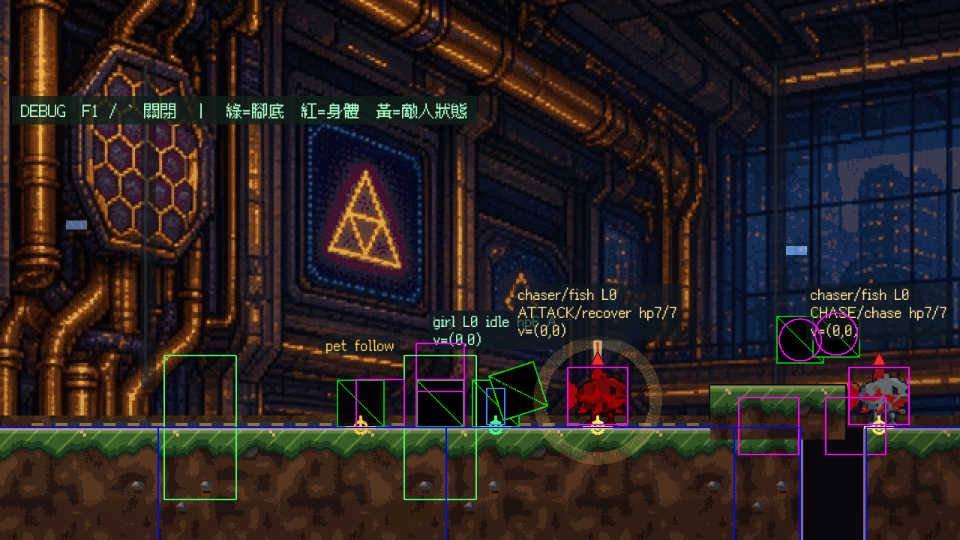 DEBUG F1 / ` 關閉 | 綠=腳底 紅=身體 黃=敵人狀態
chaser/fish L0
ATTACK/recover hp7/7
v=(0,0)
chaser/fish L0
CHASE/chase hp7/7
v=(0,0)
girl L0 idle
v=(0,0)
pet follow